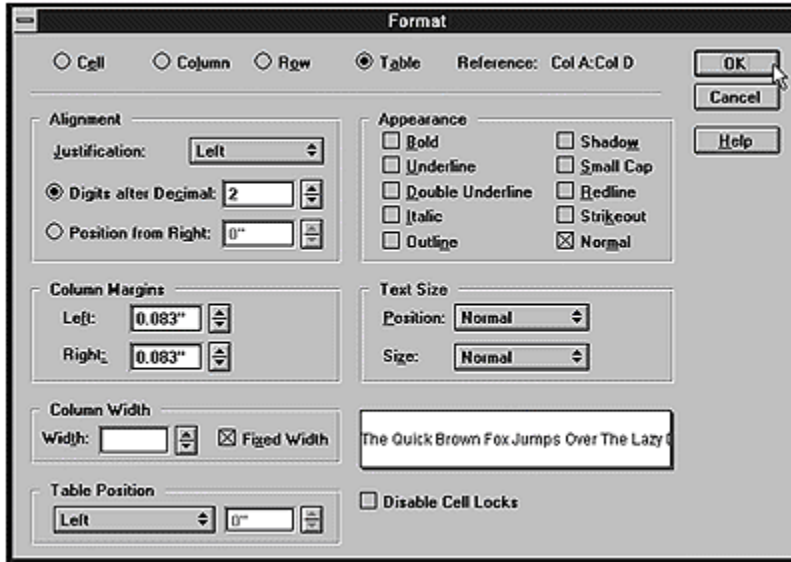 Format
Cell Column Row Table Reference: Col A:Col D OK
Cancel
Help
Alignment
Justification: Left
Digits after Decimal: 2
Position from Right: 0"
Appearance
Bold Shadow
Underline Small Cap
Double Underline Redline
Italic Strikeout
Outline Normal
Column Margins
Left: 0.083"
Right: 0.083"
Text Size
Position: Normal
Size: Normal
Column Width
Width: Fixed Width
The Quick Brown Fox Jumps Over The Lazy
Table Position
Left 0"
Disable Cell Locks